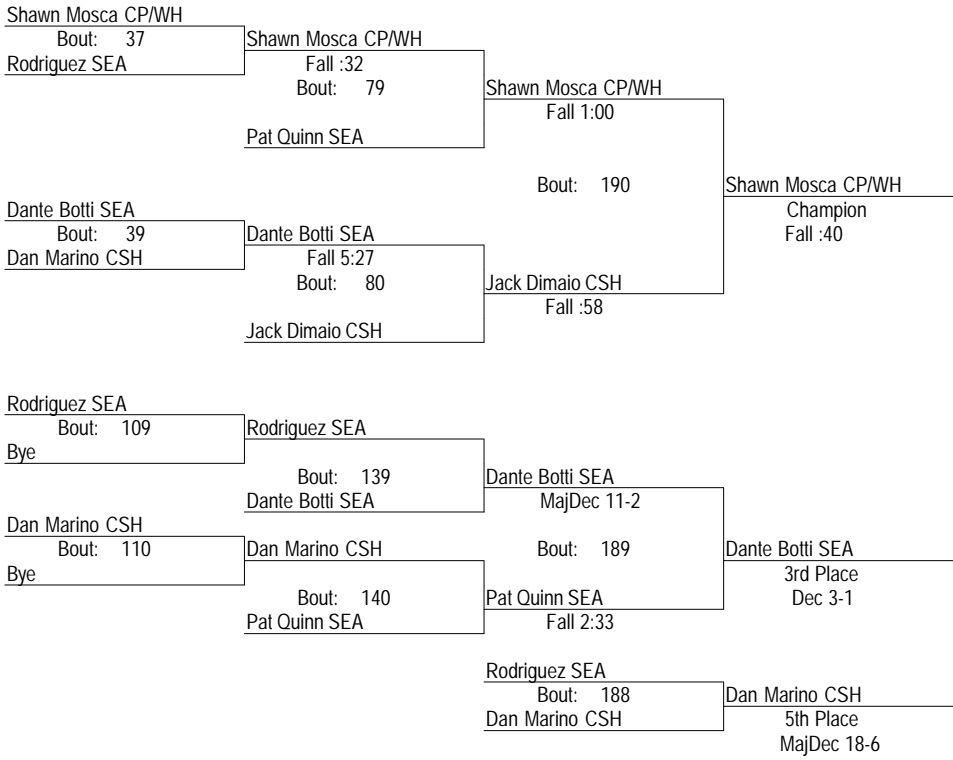 Shawn Mosca CP/WH
Bout: 37
Shawn Mosca CP/WH
Rodriguez SEA
Fall :32
Bout: 79
Shawn Mosca CP/WH
Fall 1:00
Pat Quinn SEA
Bout: 190
Shawn Mosca CP/WH
Dante Botti SEA
Champion
Bout: 39
Dante Botti SEA
Fall :40
Dan Marino CSH
Fall 5:27
Bout: 80
Jack Dimaio CSH
Fall :58
Jack Dimaio CSH
Rodriguez SEA
Bout: 109
Rodriguez SEA
Bye
Bout: 139
Dante Botti SEA
Dante Botti SEA
MajDec 11-2
Dan Marino CSH
Bout: 110
Dan Marino CSH
Bout: 189
Dante Botti SEA
Bye
3rd Place
Bout: 140
Pat Quinn SEA
Dec 3-1
Pat Quinn SEA
Fall 2:33
Rodriguez SEA
Bout: 188
Dan Marino CSH
Dan Marino CSH
5th Place
MajDec 18-6